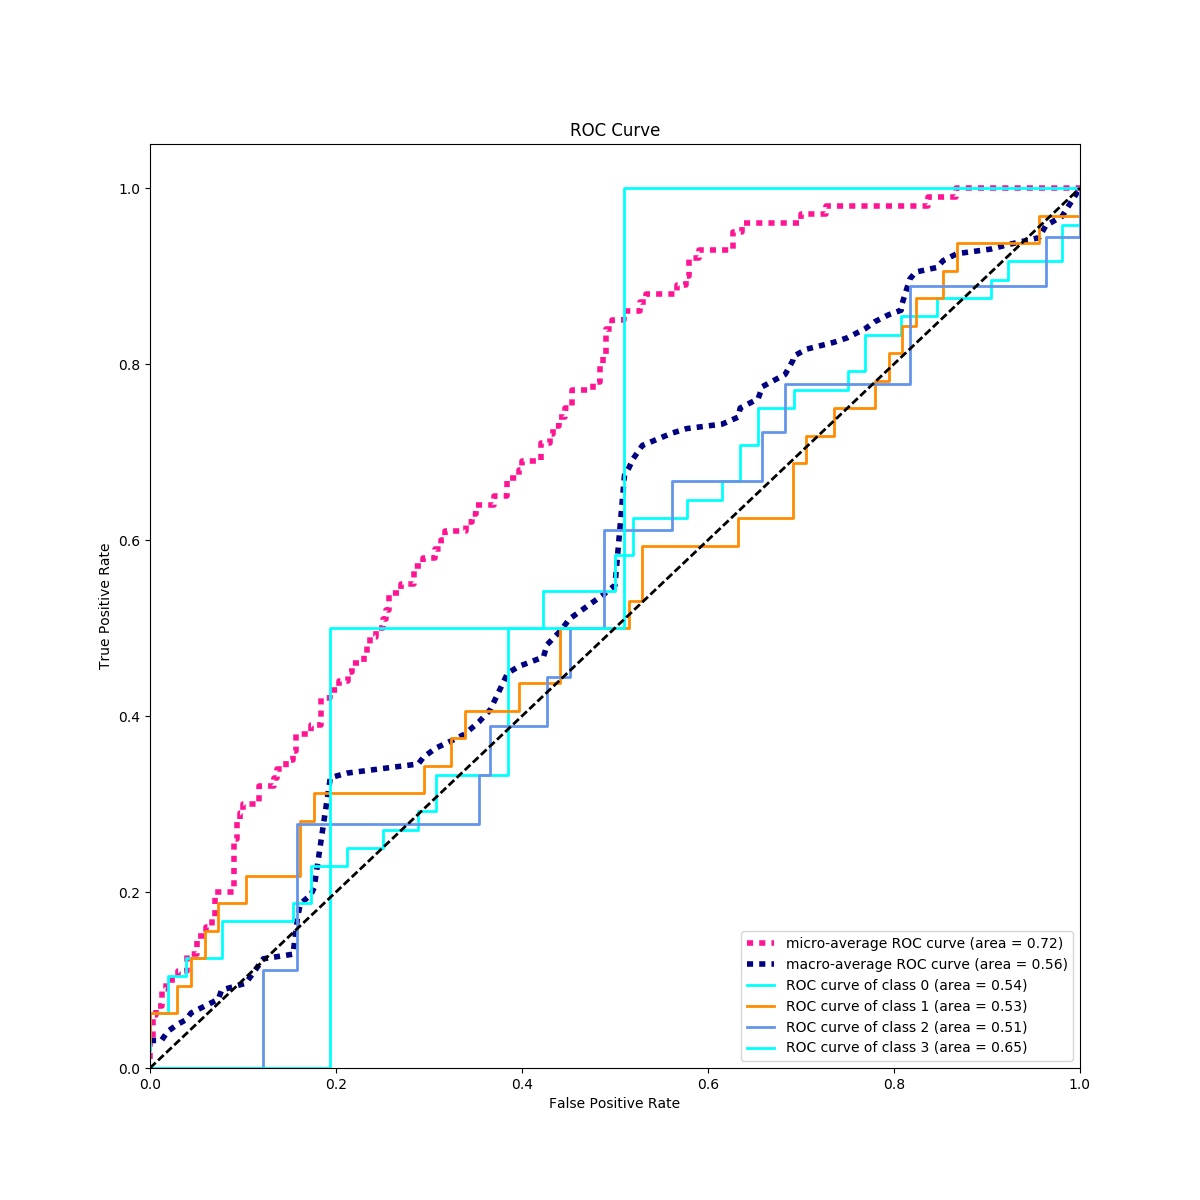 ROC Curve
1.0
0.8
0.6
0.4
0.2
0.0
True Positive Rate
micro-average ROC curve (area = 0.72)
macro-average ROC curve (area = 0.56)
ROC curve of class 0 (area = 0.54)
ROC curve of class 1 (area = 0.53)
ROC curve of class 2 (area = 0.51)
ROC curve of class 3 (area = 0.65)
0.0 0.2 0.4 0.6 0.8 1.0
False Positive Rate